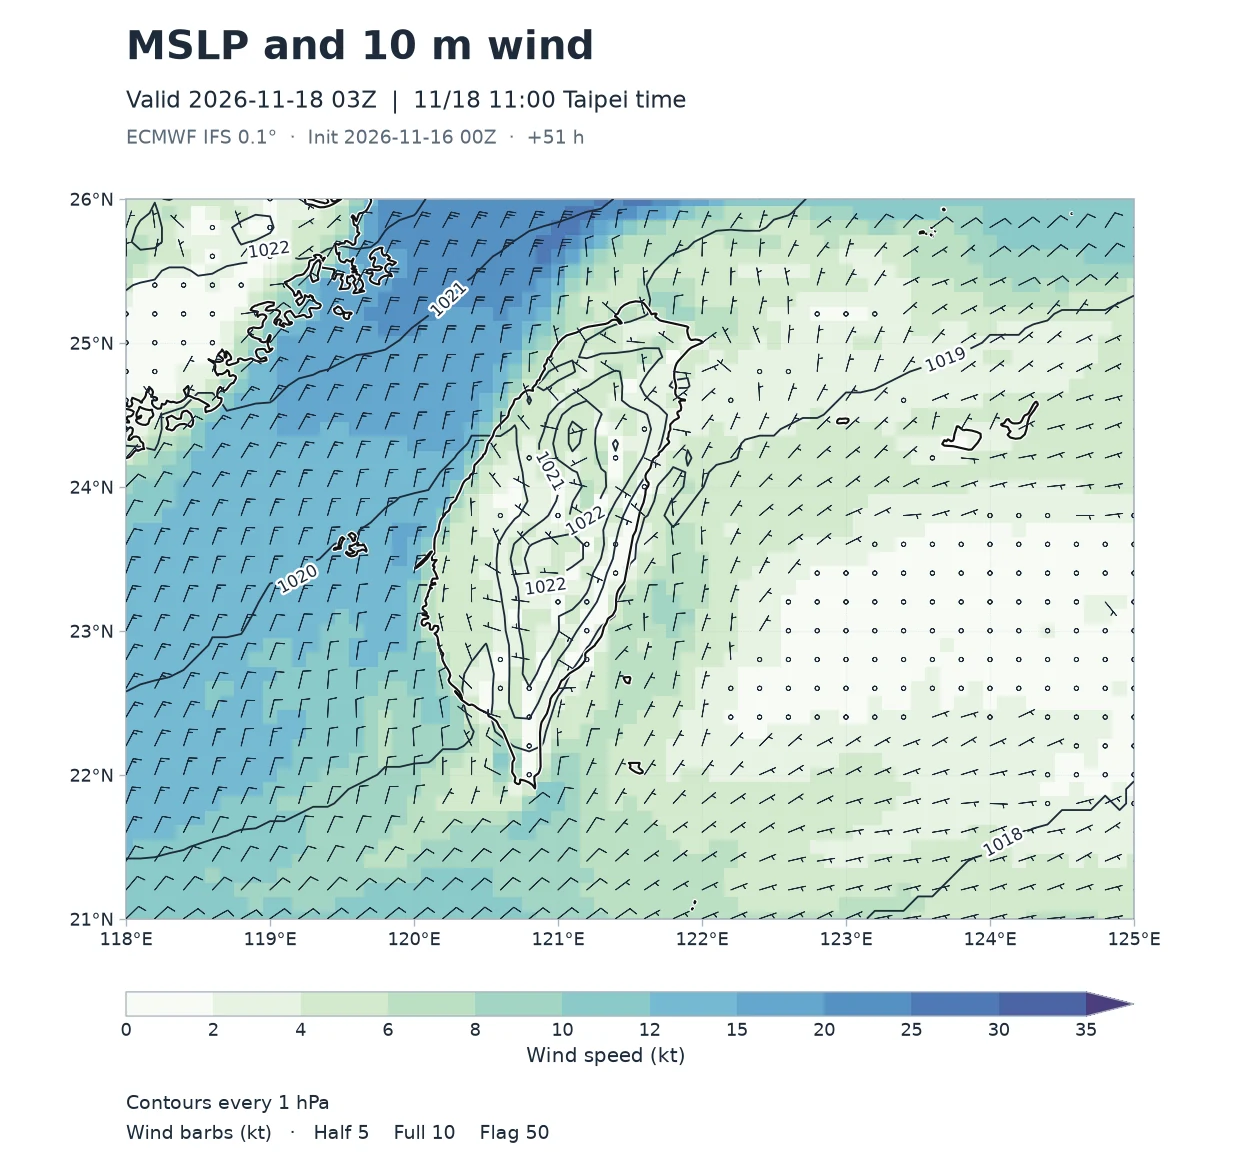 MSLP and 10 m wind
Valid 2026-11-18 03Z | 11/18 11:00 Taipei time
ECMWF IFS 0.1° · Init 2026-11-16 00Z · +51 h
26°N
1022
1021
25°N
1019
24°N
1021
1022
1020
1022
23°N
22°N
1018
21°N
118°E 119°E 120°E 121°E 122°E 123°E 124°E 125°E
0 2 4 6 8 10 12 15 20 25 30 35
Wind speed (kt)
Contours every 1 hPa
Wind barbs (kt) · Half 5 Full 10 Flag 50